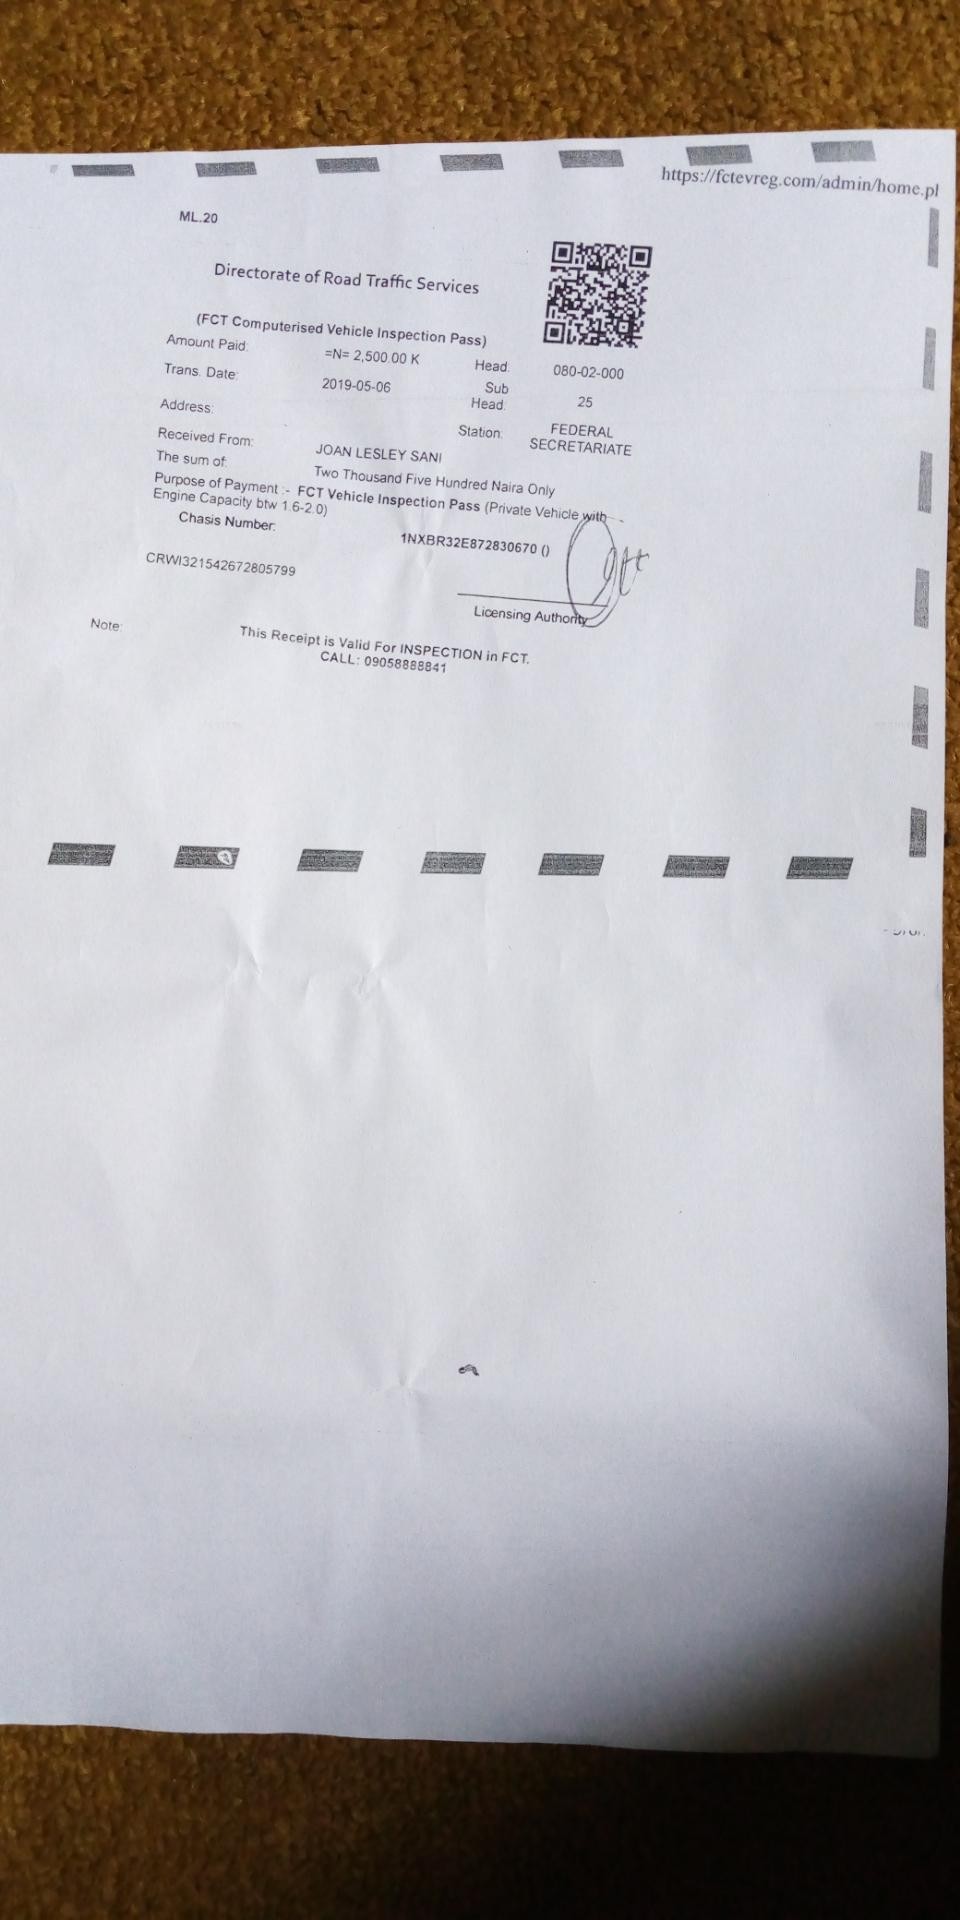 https://fctevreg.com/admin/home.pl
ML.20
Directorate of Road Traffic Services
(FCT Computerised Vehicle Inspection Pass)
Amount Paid: =N= 2,500.00 K Head: 080-02-000
Trans. Date: 2019-05-06 Sub Head: 25
Address: Station: FEDERAL SECRETARIATE
Received From: JOAN LESLEY SANI
The sum of: Two Thousand Five Hundred Naira Only
Purpose of Payment :- FCT Vehicle Inspection Pass (Private Vehicle with
Engine Capacity btw 1.6-2.0)
Chasis Number: 1NXBR32E872830670 ()
CRWI321542672805799
Licensing Authority
Note: This Receipt is Valid For INSPECTION in FCT.
CALL: 09058888841